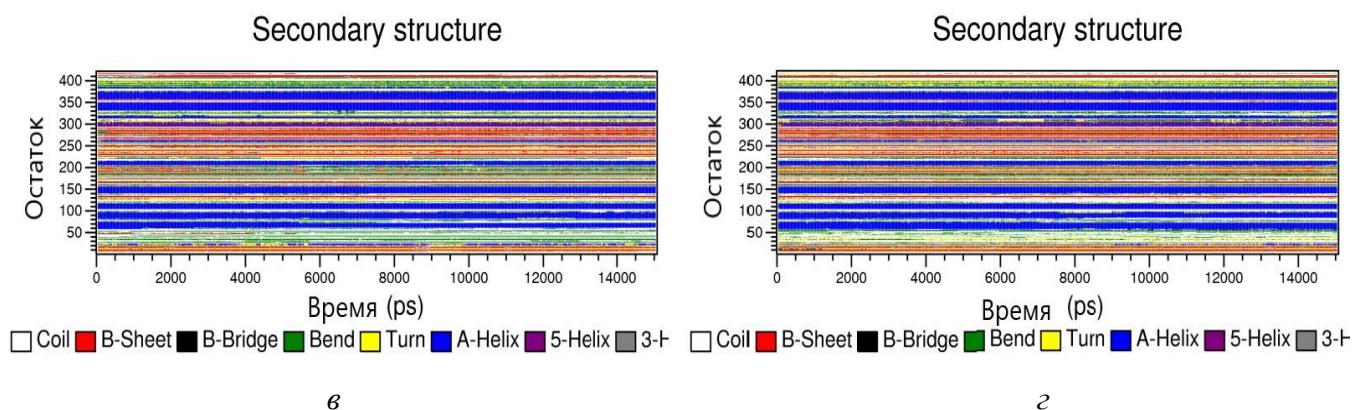 Secondary structure
Остаток
400
350
300
250
200
150
100
50
0 2000 4000 6000 8000 10000 12000 14000
Время (ps)
Coil B-Sheet B-Bridge Bend Turn A-Helix 5-Helix 3-H
в
Secondary structure
Остаток
400
350
300
250
200
150
100
50
0 2000 4000 6000 8000 10000 12000 14000
Время (ps)
Coil B-Sheet B-Bridge Bend Turn A-Helix 5-Helix 3-H
г